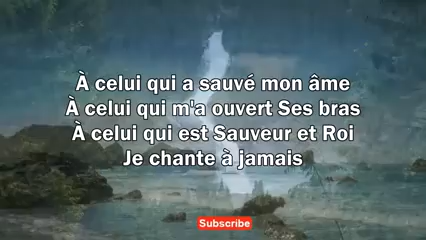 À celui qui a sauvé mon âme
À celui qui m'a ouvert Ses bras
À celui qui est Sauveur et Roi
Je chante à jamais
Subscribe